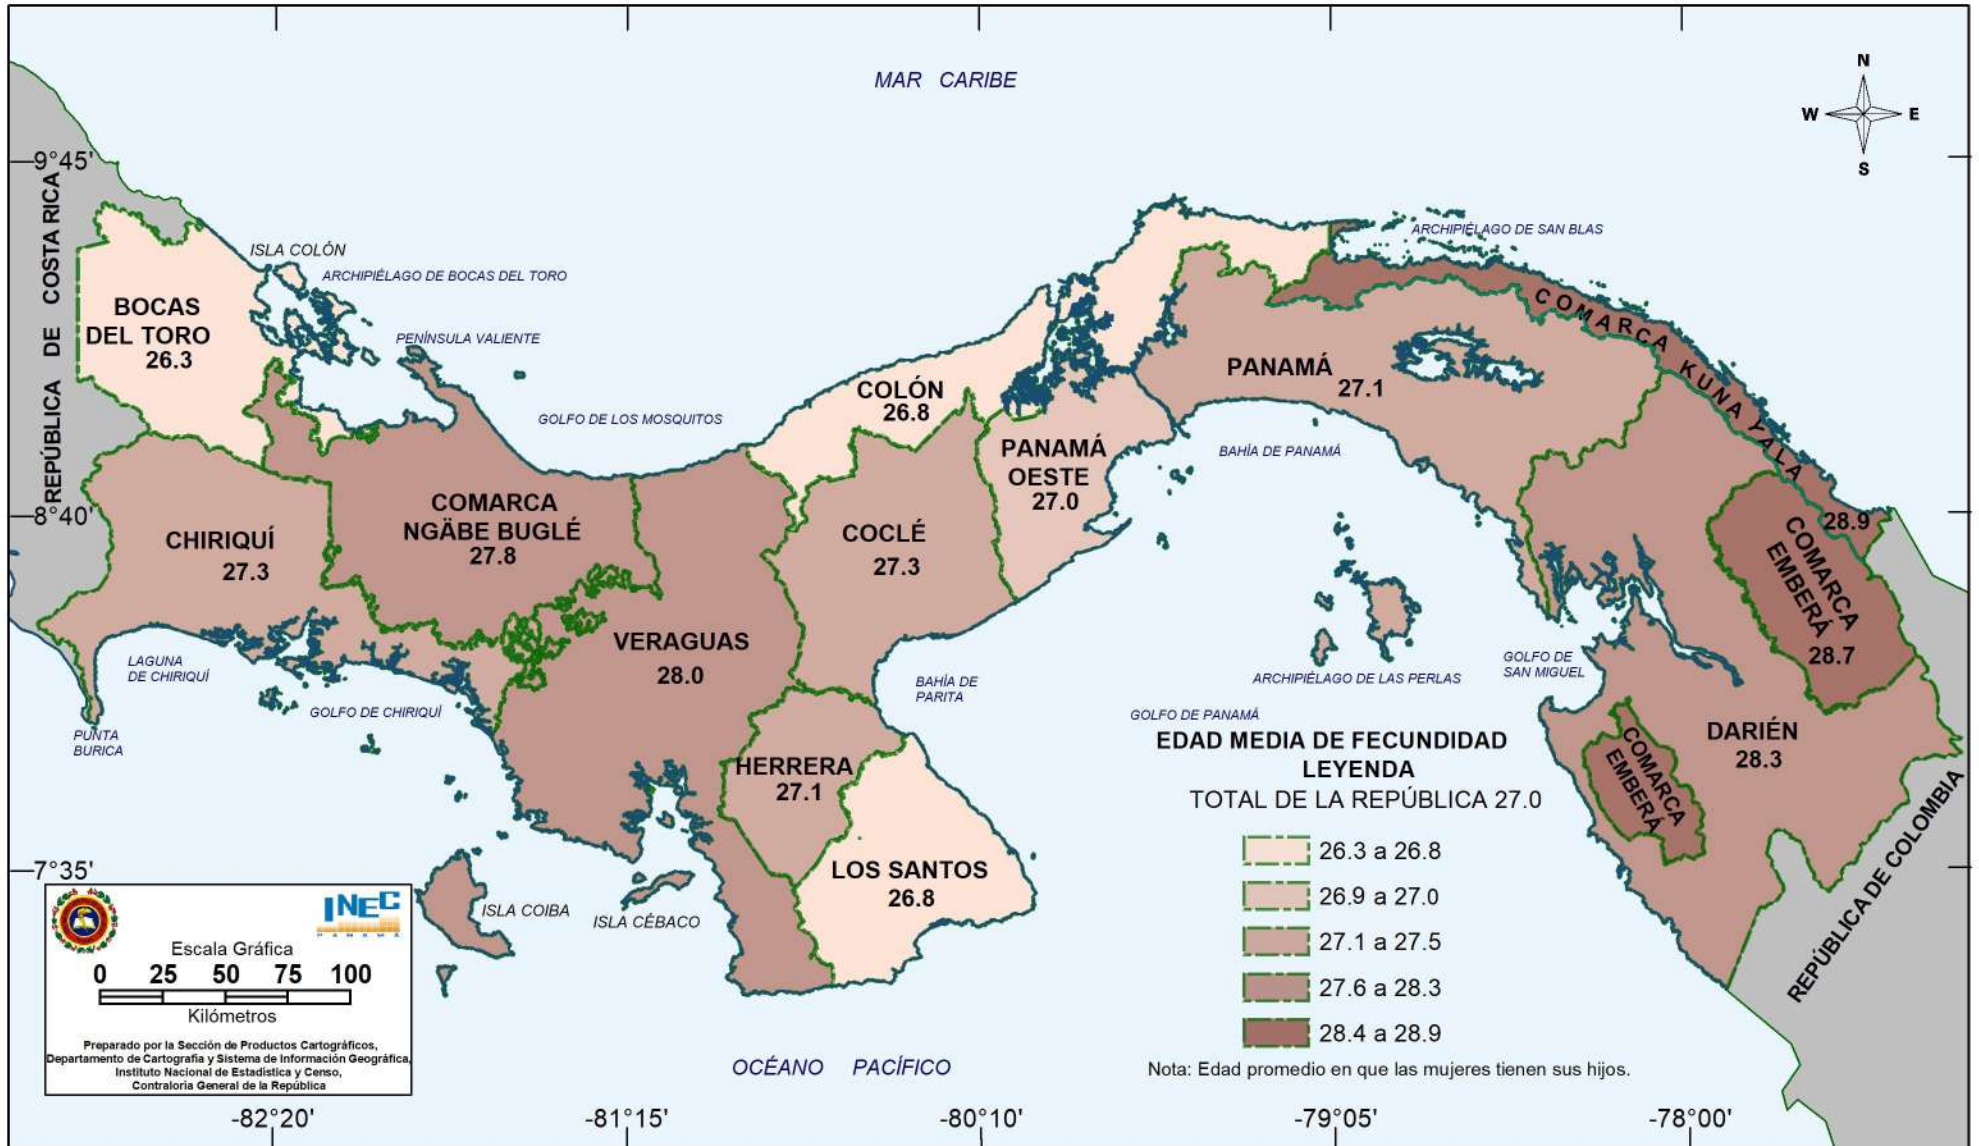 MAR CARIBE
N
W E
S
9°45'
REPÚBLICA DE COSTA RICA
ISLA COLÓN
ARCHIPIÉLAGO DE BOCAS DEL TORO
ARCHIPIÉLAGO DE SAN BLAS
BOCAS
DEL TORO
26.3
PENÍNSULA VALIENTE
COMARCA KUNA YALA
28.9
COLÓN
26.8
PANAMÁ
27.1
GOLFO DE LOS MOSQUITOS
PANAMÁ
OESTE
27.0
BAHÍA DE PANAMÁ
8°40'
CHIRIQUÍ
27.3
COMARCA
NGÄBE BUGLÉ
27.8
COCLÉ
27.3
COMARCA
EMBERÁ
28.7
VERAGUAS
28.0
LAGUNA
DE CHIRIQUÍ
GOLFO DE CHIRIQUÍ
BAHÍA DE
PARITA
ARCHIPIÉLAGO DE LAS PERLAS
GOLFO DE
SAN MIGUEL
PUNTA
BURICA
GOLFO DE PANAMÁ
DARIÉN
28.3
COMARCA
EMBERÁ
HERRERA
27.1
LOS SANTOS
26.8
REPÚBLICA DE COLOMBIA
7°35'
ISLA COIBA
ISLA CÉBACO
EDAD MEDIA DE FECUNDIDAD
LEYENDA
TOTAL DE LA REPÚBLICA 27.0
26.3 a 26.8
26.9 a 27.0
27.1 a 27.5
27.6 a 28.3
28.4 a 28.9
Nota: Edad promedio en que las mujeres tienen sus hijos.
INEC
PANAMÁ
Escala Gráfica
0 25 50 75 100
Kilómetros
Preparado por la Sección de Productos Cartográficos,
Departamento de Cartografía y Sistema de Información Geográfica,
Instituto Nacional de Estadística y Censo,
Contraloría General de la República
OCÉANO PACÍFICO
-82°20' -81°15' -80°10' -79°05' -78°00'